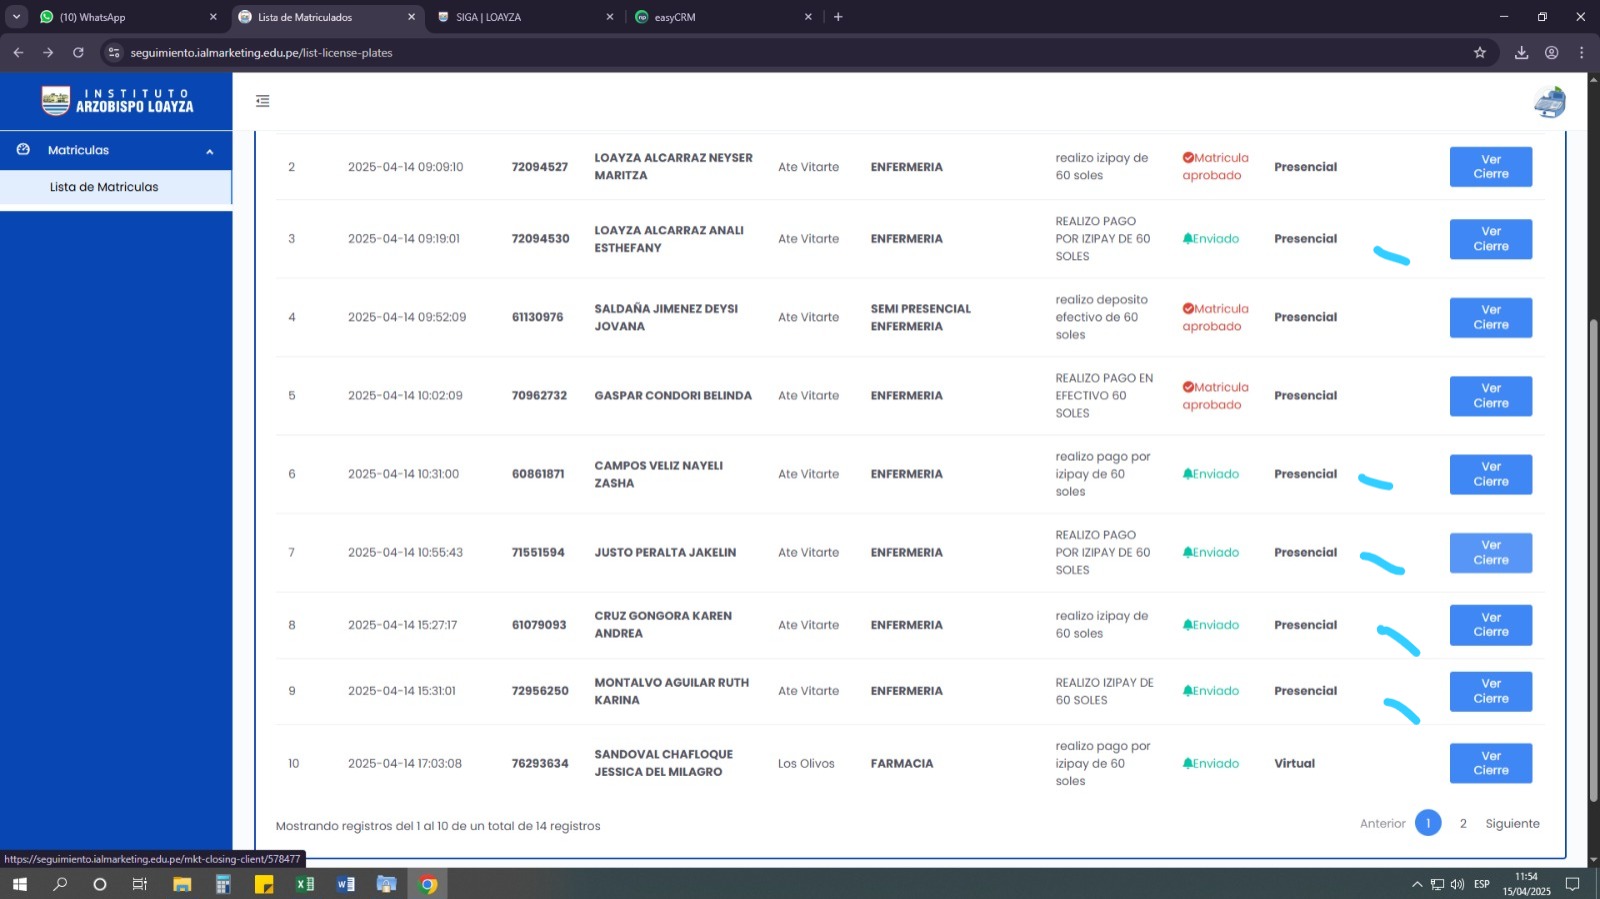 (10) WhatsApp
Lista de Matriculados
SIGA | LOAYZA
easyCRM
seguimiento.ialmarketing.edu.pe/list-license-plates
INSTITUTO
ARZOBISPO LOAYZA
Matriculas
Lista de Matriculas
2 2025-04-14 09:09:10 72094527 LOAYZA ALCARRAZ NEYSER Ate Vitarte ENFERMERIA realizo izipay de Matricula Presencial Ver
MARITZA 60 soles aprobado Cierre
3 2025-04-14 09:19:01 72094530 LOAYZA ALCARRAZ ANALI Ate Vitarte ENFERMERIA REALIZO PAGO Enviado Presencial Ver
ESTHEFANY POR IZIPAY DE 60 Cierre
SOLES
4 2025-04-14 09:52:09 61130976 SALDAÑA JIMENEZ DEYSI Ate Vitarte SEMI PRESENCIAL realizo deposito Matricula Presencial Ver
JOVANA ENFERMERIA efectivo de 60 aprobado Cierre
soles
5 2025-04-14 10:02:09 70962732 GASPAR CONDORI BELINDA Ate Vitarte ENFERMERIA REALIZO PAGO EN Matricula Presencial Ver
EFECTIVO 60 aprobado Cierre
SOLES
6 2025-04-14 10:31:00 60861871 CAMPOS VELIZ NAYELI Ate Vitarte ENFERMERIA realizo pago por Enviado Presencial Ver
ZASHA izipay de 60 Cierre
soles
7 2025-04-14 10:55:43 71551594 JUSTO PERALTA JAKELIN Ate Vitarte ENFERMERIA REALIZO PAGO Enviado Presencial Ver
POR IZIPAY DE 60 Cierre
SOLES
8 2025-04-14 15:27:17 61079093 CRUZ GONGORA KAREN Ate Vitarte ENFERMERIA realizo izipay de Enviado Presencial Ver
ANDREA 60 soles Cierre
9 2025-04-14 15:31:01 72956250 MONTALVO AGUILAR RUTH Ate Vitarte ENFERMERIA REALIZO IZIPAY DE Enviado Presencial Ver
KARINA 60 SOLES Cierre
10 2025-04-14 17:03:08 76293634 SANDOVAL CHAFLOQUE Los Olivos FARMACIA realizo pago por Enviado Virtual Ver
JESSICA DEL MILAGRO izipay de 60 Cierre
soles
Mostrando registros del 1 al 10 de un total de 14 registros
Anterior 1 2 Siguiente
https://seguimiento.ialmarketing.edu.pe/mkt-closing-client/578477
ESP
11:54
15/04/2025